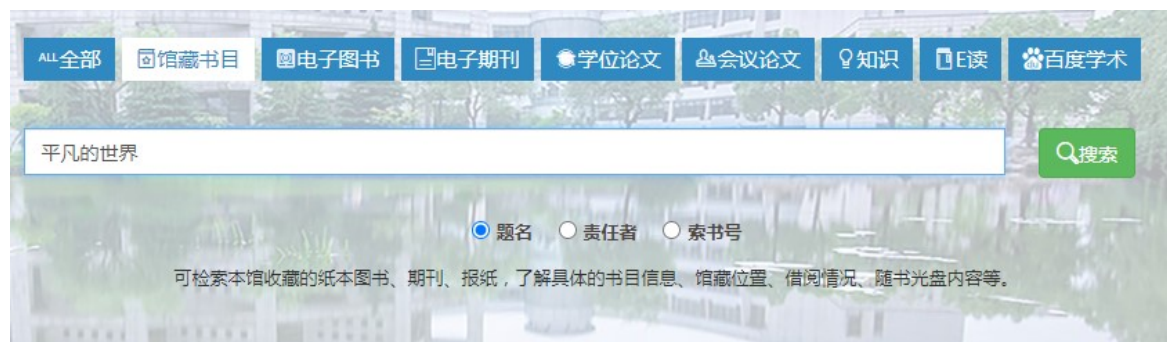 ALL全部 馆藏书目 电子图书 电子期刊 学位论文 会议论文 知识 E读 百度学术
平凡的世界 搜索
题名 责任者 索书号
可检索本馆收藏的纸本图书、期刊、报纸，了解具体的书目信息、馆藏位置、借阅情况、随书光盘内容等。